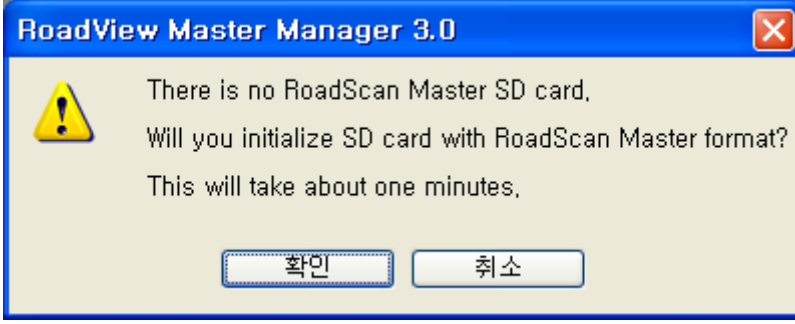 RoadView Master Manager 3.0
There is no RoadScan Master SD card,
Will you initialize SD card with RoadScan Master format?
This will take about one minutes,
확인 취소